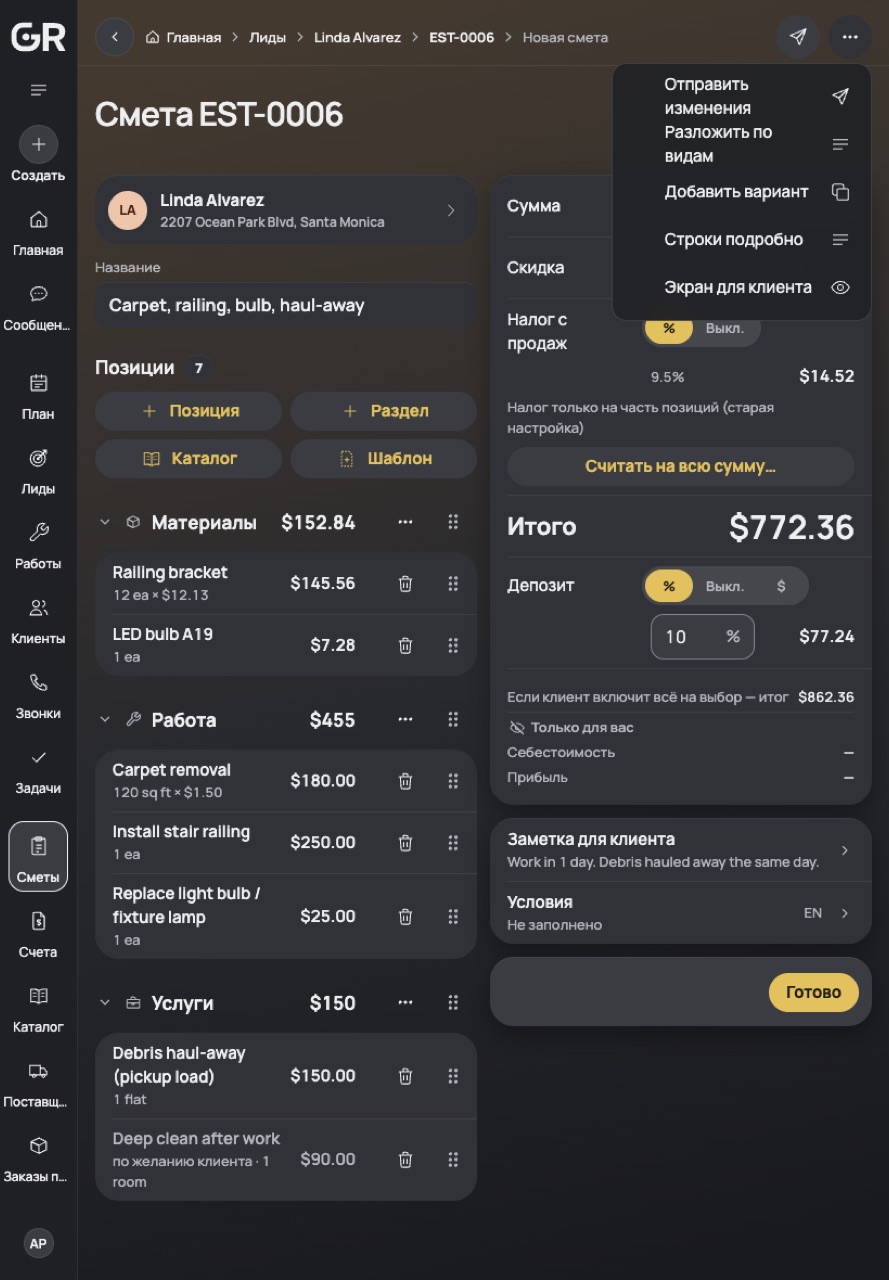 GR
Главная
Лиды
Linda Alvarez
EST-0006
Новая смета
Смета EST-0006
Отправить
изменения
Разложить по
видам
Добавить вариант
Строки подробно
Экран для клиента
Создать
Главная
Сообщен...
План
Лиды
Работы
Клиенты
Звонки
Задачи
Сметы
Счета
Каталог
Поставщ...
Заказы п...
AP
LA
Linda Alvarez
2207 Ocean Park Blvd, Santa Monica
Название
Carpet, railing, bulb, haul-away
Позиции 7
+ Позиция
+ Раздел
Каталог
Шаблон
Материалы $152.84
Railing bracket
12 ea × $12.13
$145.56
LED bulb A19
1 ea
$7.28
Работа $455
Carpet removal
120 sq ft × $1.50
$180.00
Install stair railing
1 ea
$250.00
Replace light bulb /
fixture lamp
1 ea
$25.00
Услуги $150
Debris haul-away
(pickup load)
1 flat
$150.00
Deep clean after work
по желанию клиента · 1
room
$90.00
Сумма
Скидка
Налог с
продаж
% Выкл.
9.5% $14.52
Налог только на часть позиций (старая
настройка)
Считать на всю сумму…
Итого $772.36
Депозит % Выкл. $
10 % $77.24
Если клиент включит всё на выбор — итог $862.36
Только для вас
Себестоимость –
Прибыль –
Заметка для клиента
Work in 1 day. Debris hauled away the same day.
Условия
Не заполнено
EN
Готово